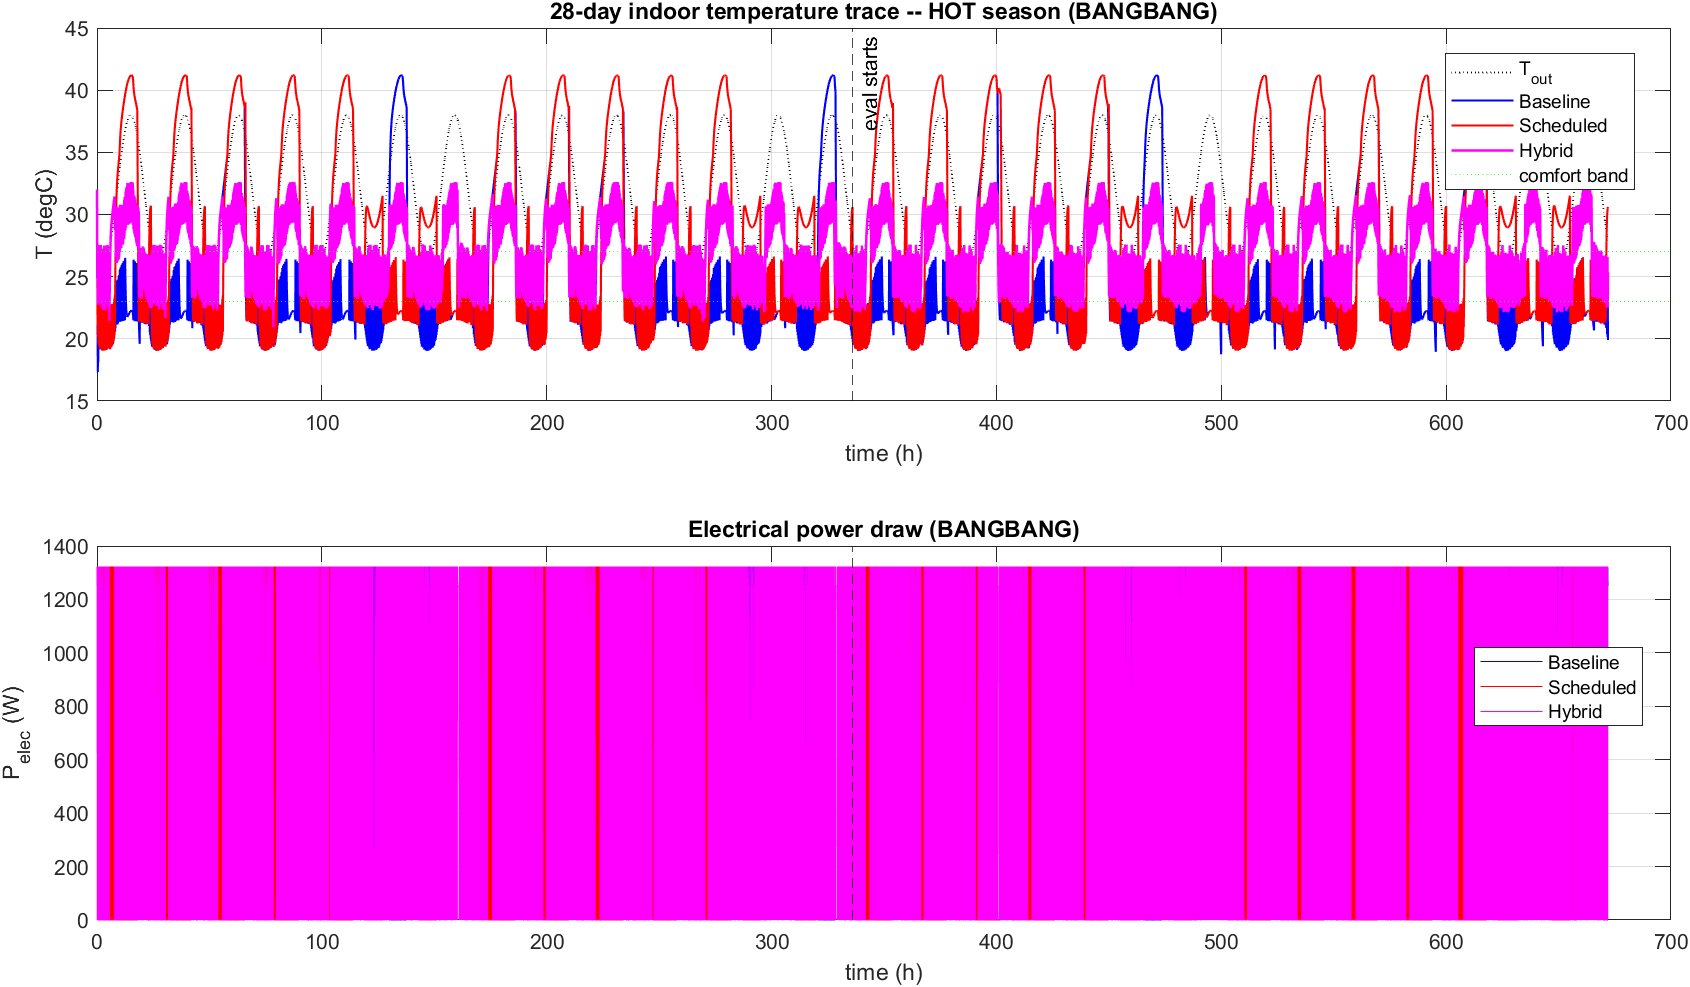 28-day indoor temperature trace -- HOT season (BANGBANG)
45
40
35
30
25
20
15
T (degC)
eval starts
T_out
Baseline
Scheduled
Hybrid
comfort band
0 100 200 300 400 500 600 700
time (h)
Electrical power draw (BANGBANG)
1400
1200
1000
800
600
400
200
0
P_elec (W)
Baseline
Scheduled
Hybrid
0 100 200 300 400 500 600 700
time (h)